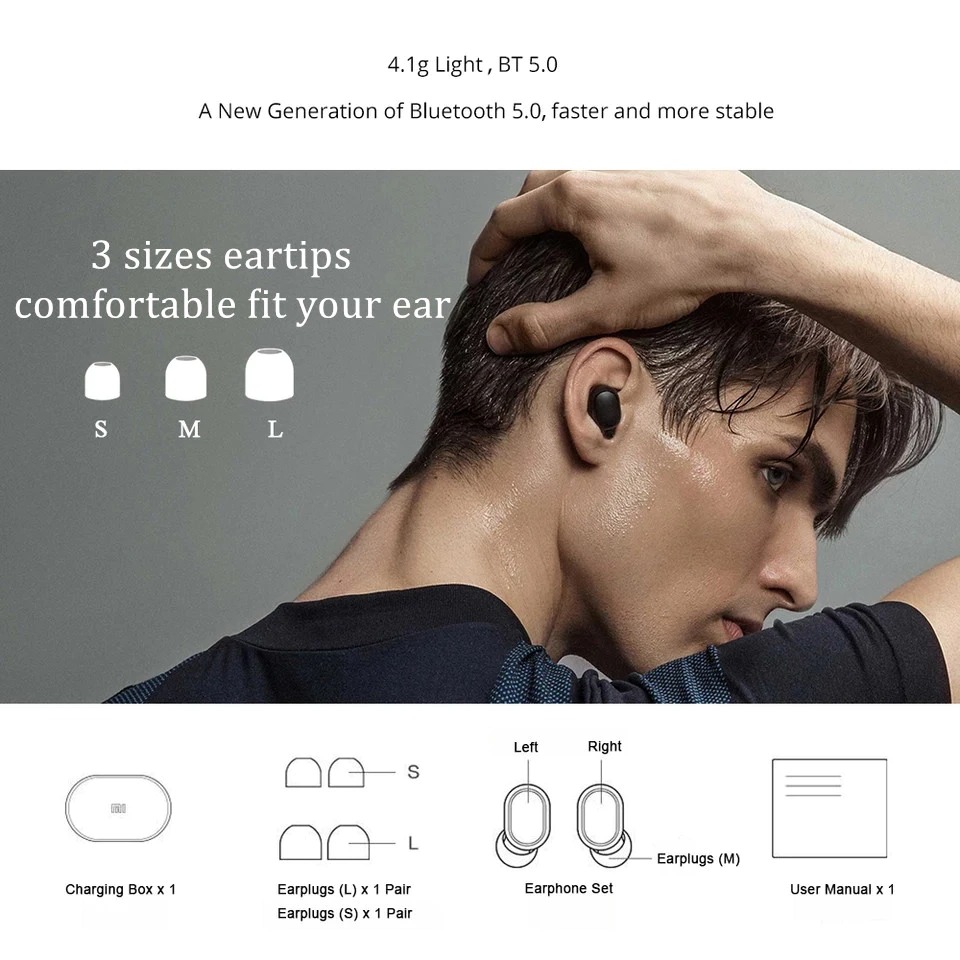 4.1g Light, BT 5.0
A New Generation of Bluetooth 5.0, faster and more stable
3 sizes eartips
comfortable fit your ear
S M L
Left Right
S
L
mi
Earplugs (M)
Charging Box x 1
Earplugs (L) x 1 Pair
Earplugs (S) x 1 Pair
Earphone Set
User Manual x 1